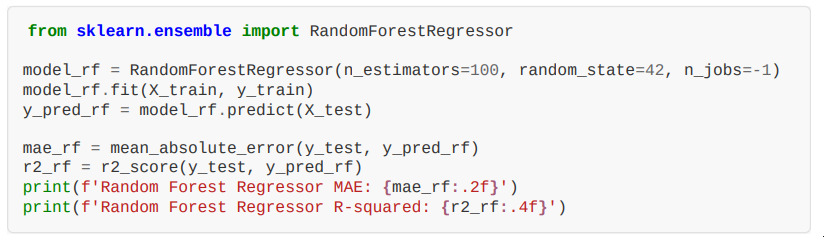 from sklearn.ensemble import RandomForestRegressor
model_rf = RandomForestRegressor(n_estimators=100, random_state=42, n_jobs=-1)
model_rf.fit(X_train, y_train)
y_pred_rf = model_rf.predict(X_test)
mae_rf = mean_absolute_error(y_test, y_pred_rf)
r2_rf = r2_score(y_test, y_pred_rf)
print(f'Random Forest Regressor MAE: {mae_rf:.2f}')
print(f'Random Forest Regressor R-squared: {r2_rf:.4f}')